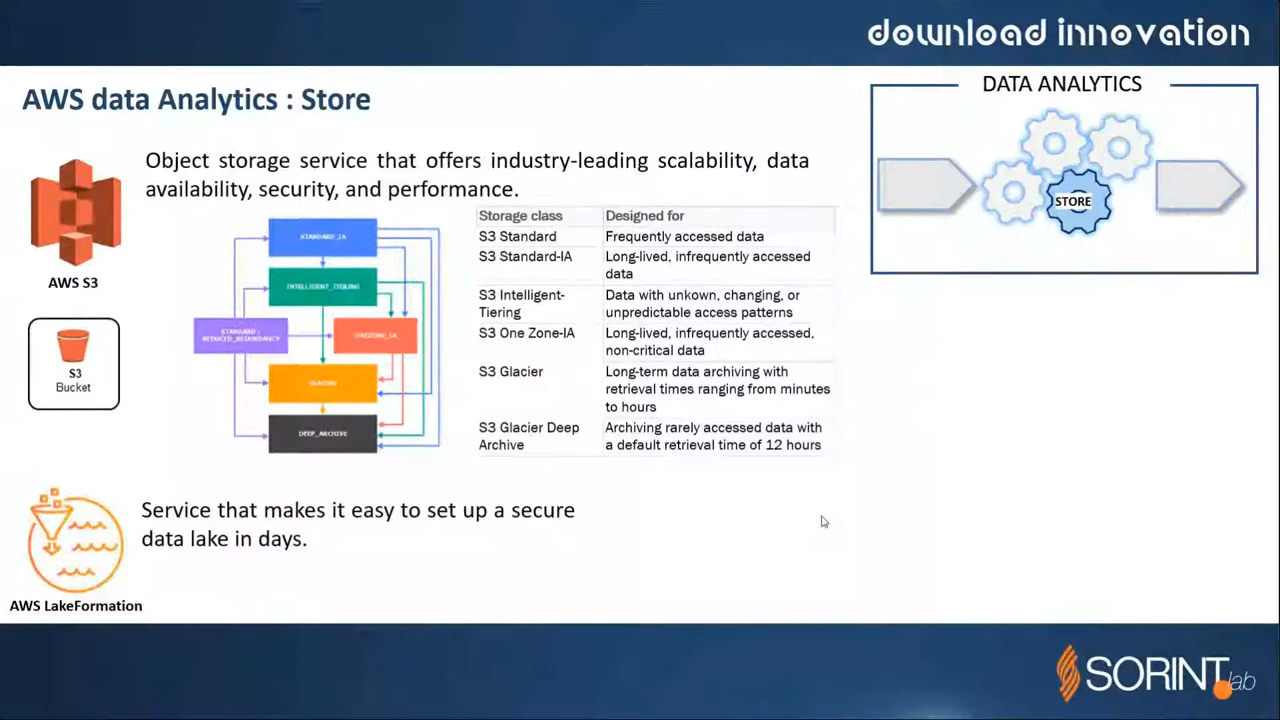 download innovation
AWS data Analytics : Store
DATA ANALYTICS
STORE
Object storage service that offers industry-leading scalability, data
availability, security, and performance.
AWS S3
S3
Bucket
STANDARD_IA
INTELLIGENT_TIERING
STANDARD /
REDUCED_REDUNDANCY
ONEZONE_IA
GLACIER
DEEP_ARCHIVE
Storage class Designed for
S3 Standard Frequently accessed data
S3 Standard-IA Long-lived, infrequently accessed
data
S3 Intelligent- Data with unkown, changing, or
Tiering unpredictable access patterns
S3 One Zone-IA Long-lived, infrequently accessed,
non-critical data
S3 Glacier Long-term data archiving with
retrieval times ranging from minutes
to hours
S3 Glacier Deep Archiving rarely accessed data with
Archive a default retrieval time of 12 hours
Service that makes it easy to set up a secure
data lake in days.
AWS LakeFormation
SORINT.lab